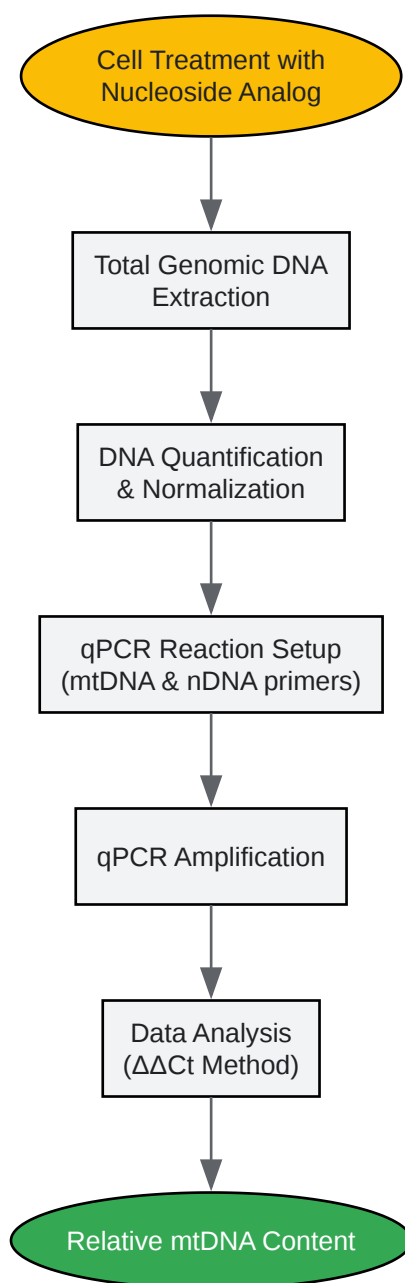 Cell Treatment with
Nucleoside Analog
Total Genomic DNA
Extraction
DNA Quantification
& Normalization
qPCR Reaction Setup
(mtDNA & nDNA primers)
qPCR Amplification
Data Analysis
(ΔΔCt Method)
Relative mtDNA Content